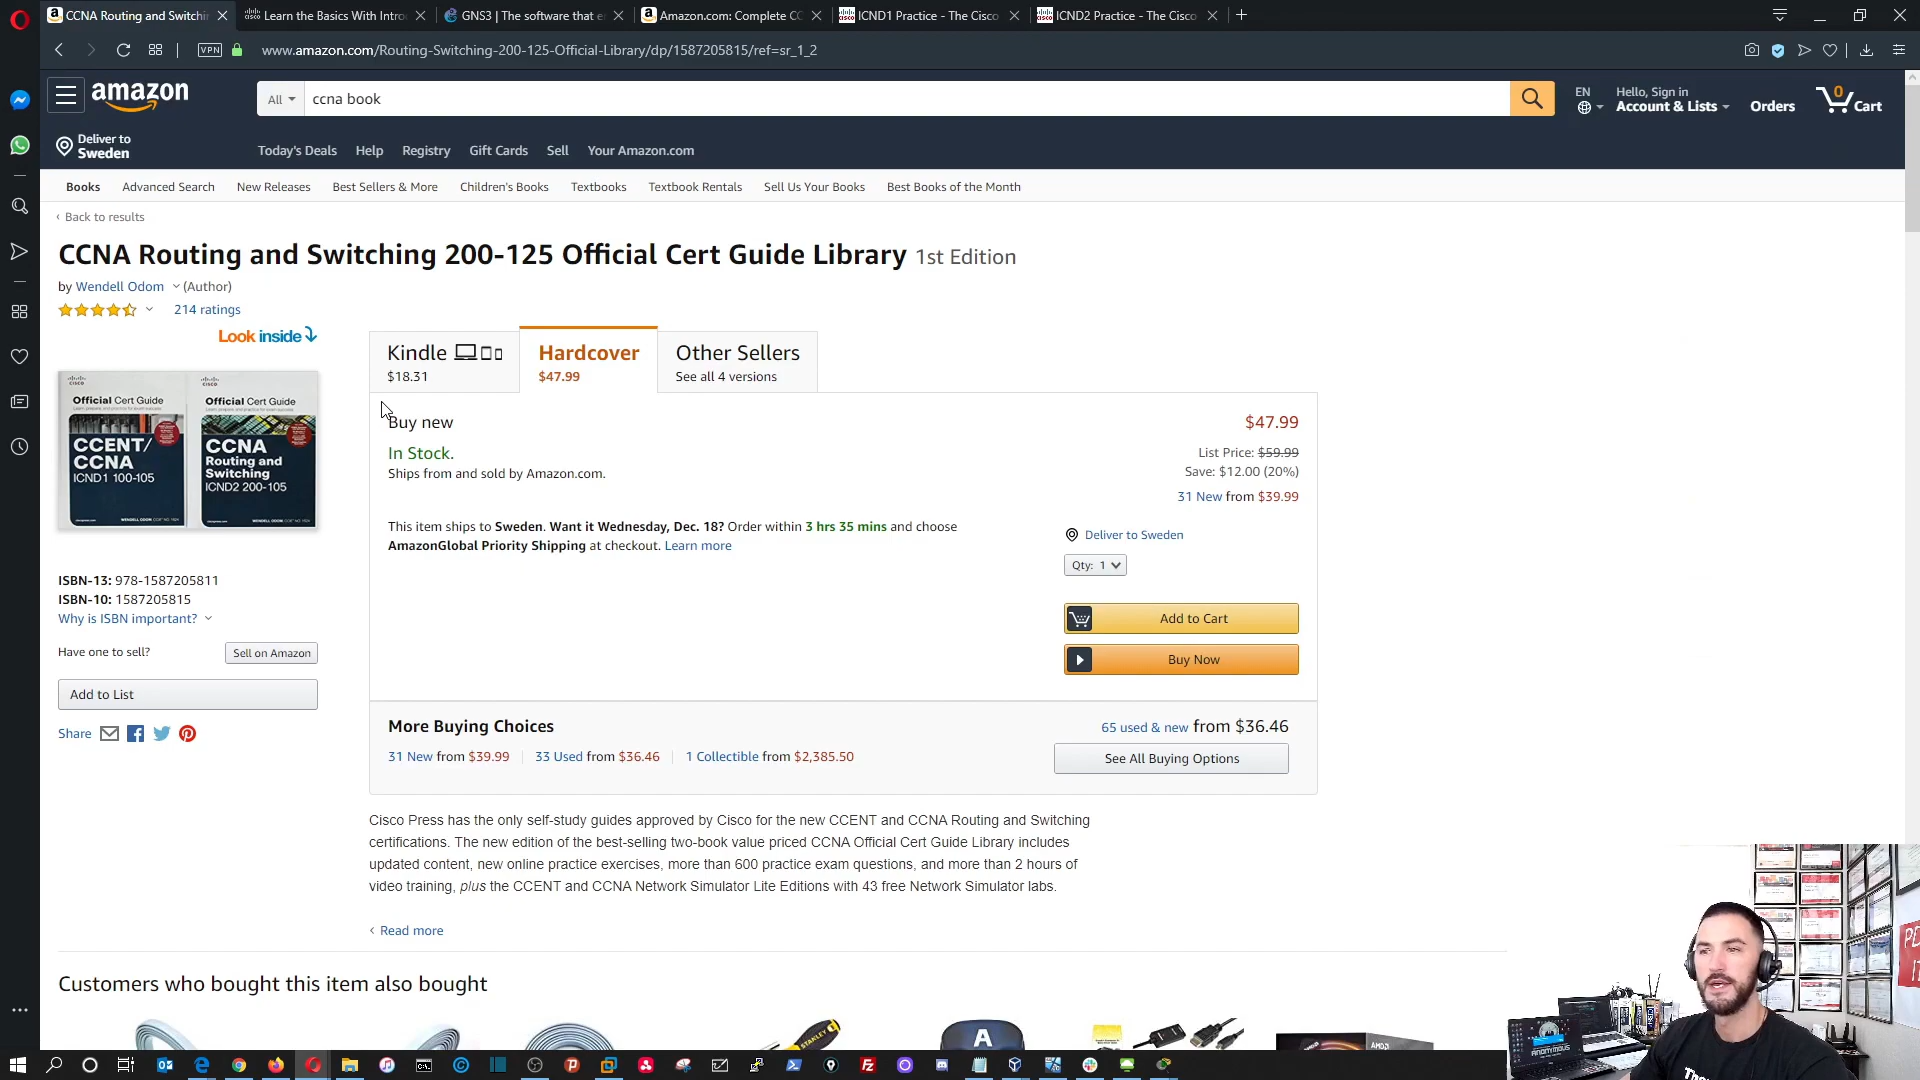 CCNA Routing and Switchi
Learn the Basics With Intro
GNS3 | The software that e
Amazon.com: Complete CC
ICND1 Practice - The Cisco
ICND2 Practice - The Cisco
VPN
www.amazon.com/Routing-Switching-200-125-Official-Library/dp/1587205815/ref=sr_1_2
amazon
All
ccna book
EN
Hello, Sign in
Account & Lists
Orders
0
Cart
Deliver to
Sweden
Today's Deals
Help
Registry
Gift Cards
Sell
Your Amazon.com
Books
Advanced Search
New Releases
Best Sellers & More
Children's Books
Textbooks
Textbook Rentals
Sell Us Your Books
Best Books of the Month
‹ Back to results
CCNA Routing and Switching 200-125 Official Cert Guide Library 1st Edition
by Wendell Odom (Author)
214 ratings
Look inside
CISCO
Official Cert Guide
CCENT/
CCNA
ICND1 100-105
CISCO
Official Cert Guide
CCNA
Routing and
Switching
ICND2 200-105
Kindle
$18.31
Hardcover
$47.99
Other Sellers
See all 4 versions
Buy new
$47.99
In Stock.
List Price: $59.99
Ships from and sold by Amazon.com.
Save: $12.00 (20%)
31 New from $39.99
This item ships to Sweden. Want it Wednesday, Dec. 18? Order within 3 hrs 35 mins and choose
AmazonGlobal Priority Shipping at checkout. Learn more
Deliver to Sweden
Qty: 1
Add to Cart
Buy Now
ISBN-13: 978-1587205811
ISBN-10: 1587205815
Why is ISBN important?
Have one to sell?
Sell on Amazon
Add to List
Share
More Buying Choices
65 used & new from $36.46
31 New from $39.99
33 Used from $36.46
1 Collectible from $2,385.50
See All Buying Options
Cisco Press has the only self-study guides approved by Cisco for the new CCENT and CCNA Routing and Switching
certifications. The new edition of the best-selling two-book value priced CCNA Official Cert Guide Library includes
updated content, new online practice exercises, more than 600 practice exam questions, and more than 2 hours of
video training, plus the CCENT and CCNA Network Simulator Lite Editions with 43 free Network Simulator labs.
‹ Read more
Customers who bought this item also bought
STANLEY
A
AMD
ANONYMOUS